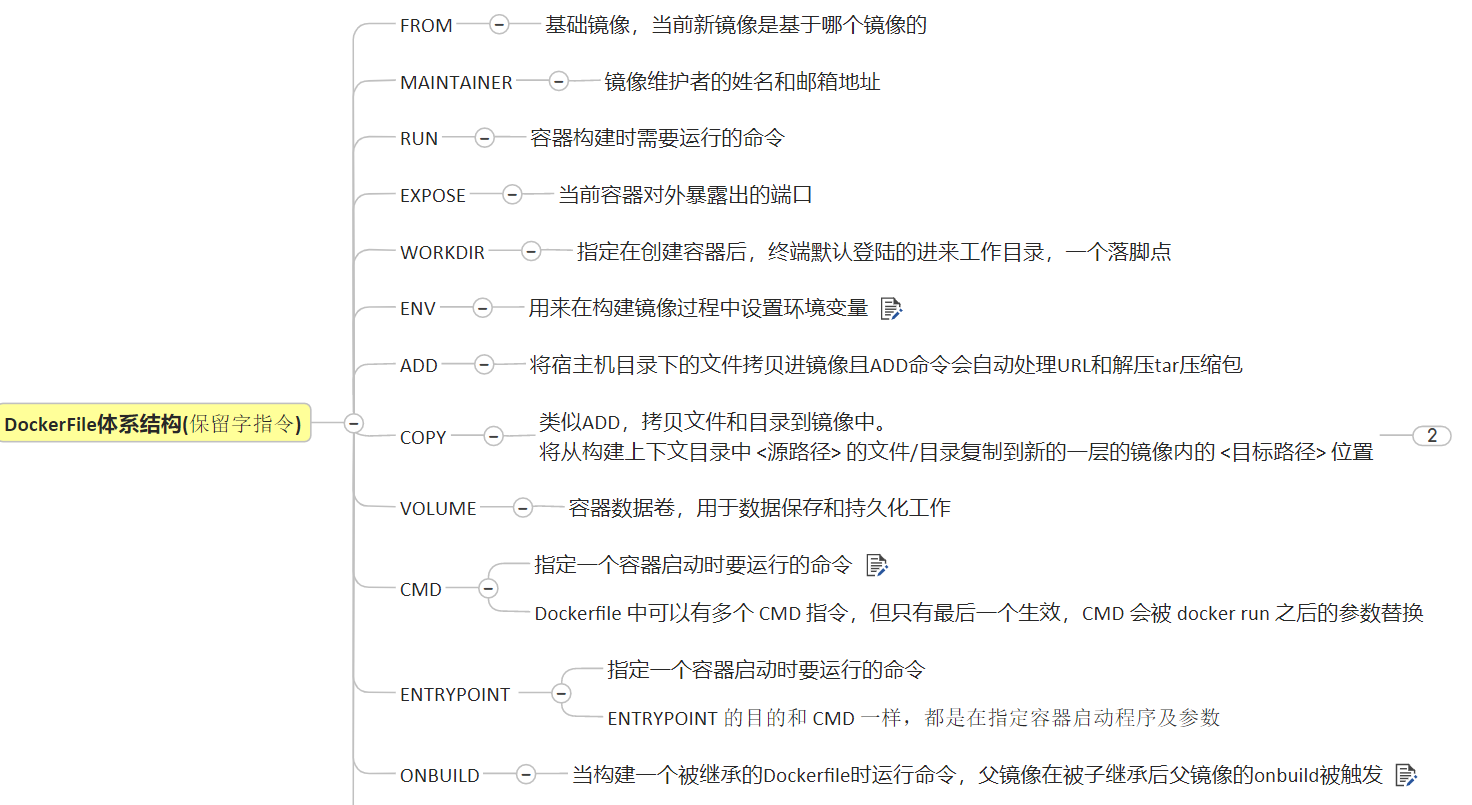 FROM
基础镜像，当前新镜像是基于哪个镜像的
MAINTAINER
镜像维护者的姓名和邮箱地址
RUN
容器构建时需要运行的命令
EXPOSE
当前容器对外暴露出的端口
WORKDIR
指定在创建容器后，终端默认登陆的进来工作目录，一个落脚点
ENV
用来在构建镜像过程中设置环境变量
ADD
将宿主机目录下的文件拷贝进镜像且ADD命令会自动处理URL和解压tar压缩包
DockerFile体系结构(保留字指令)
COPY
类似ADD，拷贝文件和目录到镜像中。
将从构建上下文目录中 <源路径> 的文件/目录复制到新的一层的镜像内的 <目标路径> 位置
2
VOLUME
容器数据卷，用于数据保存和持久化工作
CMD
指定一个容器启动时要运行的命令
Dockerfile 中可以有多个 CMD 指令，但只有最后一个生效，CMD 会被 docker run 之后的参数替换
ENTRYPOINT
指定一个容器启动时要运行的命令
ENTRYPOINT 的目的和 CMD 一样，都是在指定容器启动程序及参数
ONBUILD
当构建一个被继承的Dockerfile时运行命令，父镜像在被子继承后父镜像的onbuild被触发